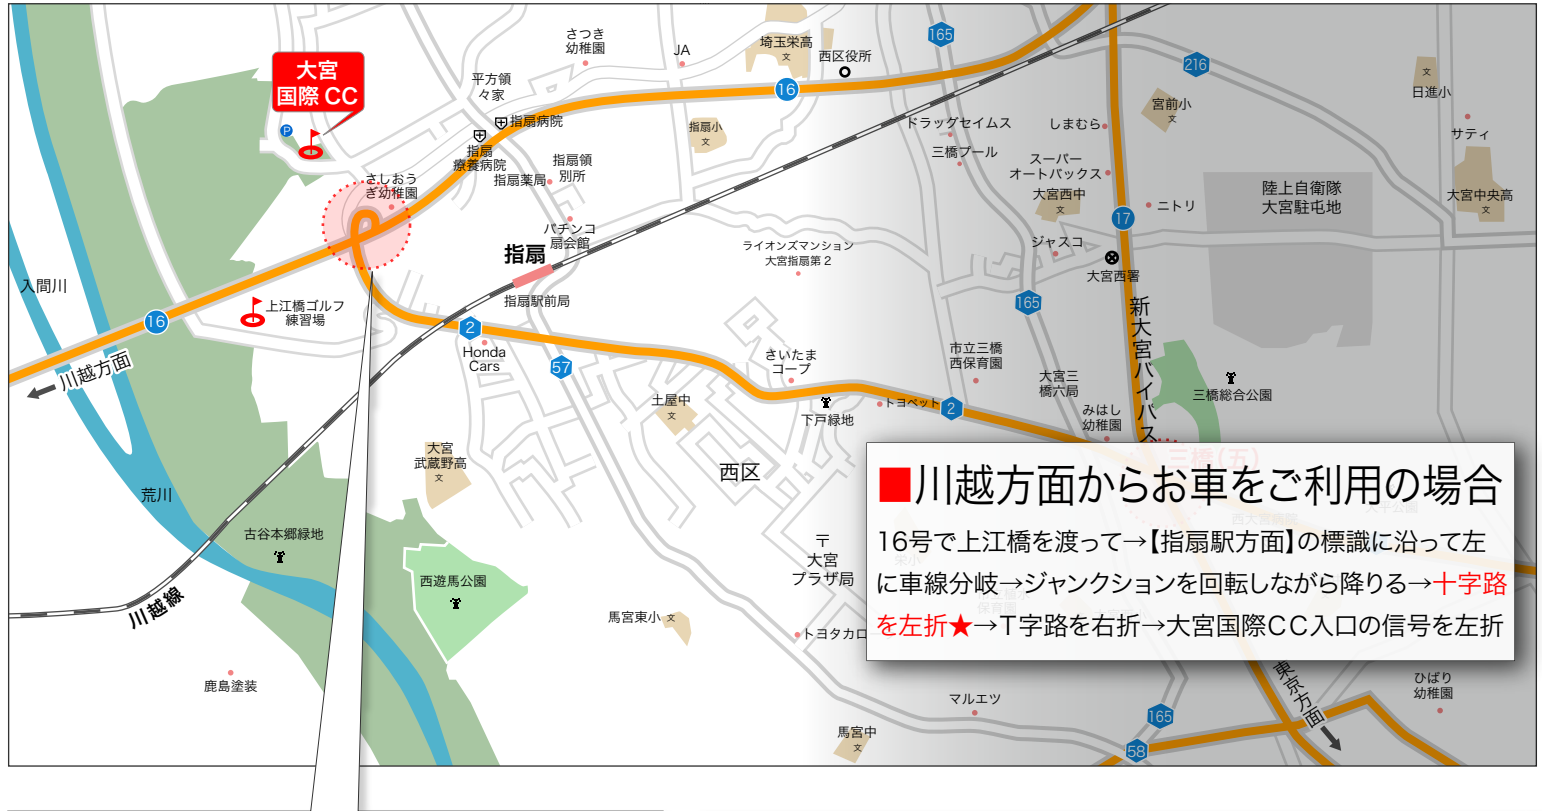 さつき
幼稚園
JA
埼玉栄高
文
西区役所
165
216
文
日進小
大宮
国際 CC
平方領
々家
16
宮前小
文
サティ
P
指扇病院
指扇小
文
ドラッグセイムス
しまむら
三橋プール
指扇
療養病院
指扇領
別所
指扇薬局
スーパー
オートバックス
さしおう
ぎ幼稚園
大宮西中
文
ニトリ
陸上自衛隊
大宮駐屯地
大宮中央高
文
17
パチンコ
扇会館
指扇
ライオンズマンション
大宮指扇第2
ジャスコ
大宮西署
入間川
上江橋ゴルフ
練習場
指扇駅前局
165
新大宮バイパス
16
2
Honda
Cars
57
さいたま
コープ
市立三橋
西保育園
大宮三
橋六局
三橋総合公園
川越方面
土屋中
文
下戸緑地
トヨペット
2
みはし
幼稚園
大宮
武蔵野高
文
西区
三橋(五)
■川越方面からお車をご利用の場合
16号で上江橋を渡って→【指扇駅方面】の標識に沿って左
に車線分岐→ジャンクションを回転しながら降りる→十字路
を左折★→T字路を右折→大宮国際CC入口の信号を左折
荒川
古谷本郷緑地
〒
大宮
プラザ局
西遊馬公園
川越線
馬宮東小
文
トヨタカロ
鹿島塗装
マルエツ
東京方面
ひばり
幼稚園
165
馬宮中
文
58